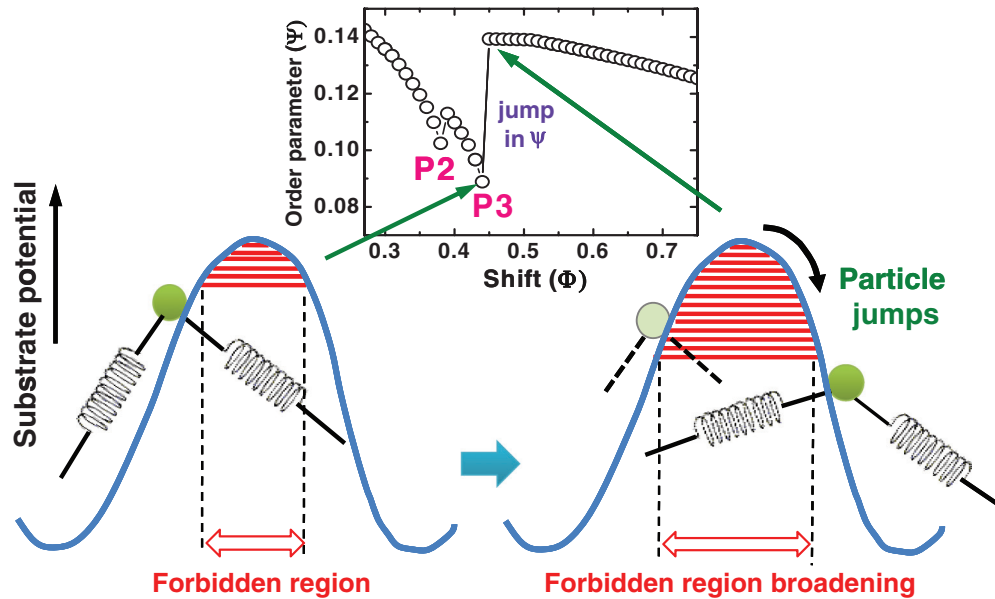 Order parameter (Ψ)
0.14
0.12
0.10
0.08
jump
in ψ
P2
P3
0.3
0.4
0.5
0.6
0.7
Shift (Φ)
Substrate potential
Particle
jumps
Forbidden region
Forbidden region broadening